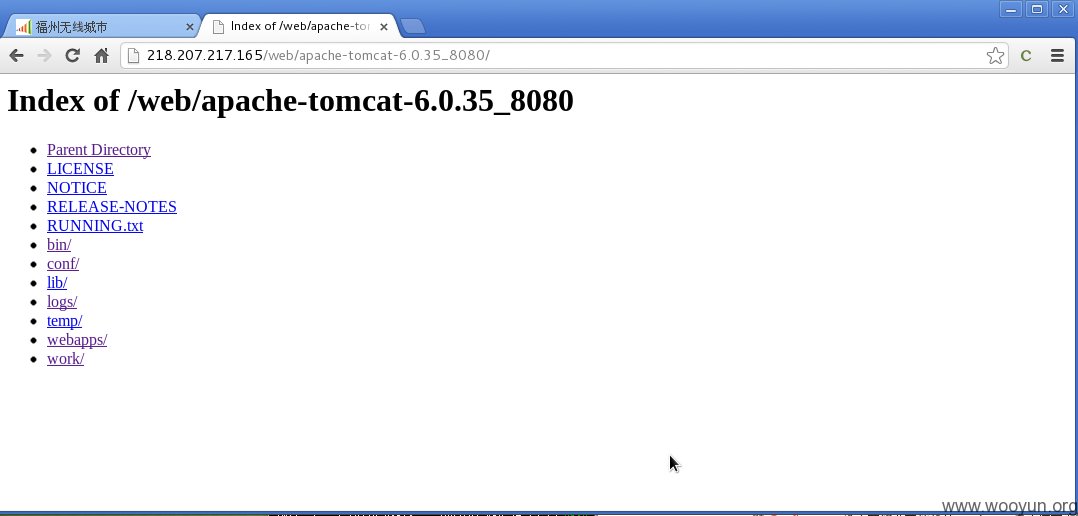 福州无线城市
Index of /web/apache-to
218.207.217.165/web/apache-tomcat-6.0.35_8080/
Index of /web/apache-tomcat-6.0.35_8080
Parent Directory
LICENSE
NOTICE
RELEASE-NOTES
RUNNING.txt
bin/
conf/
lib/
logs/
temp/
webapps/
work/
www.wooyun.org